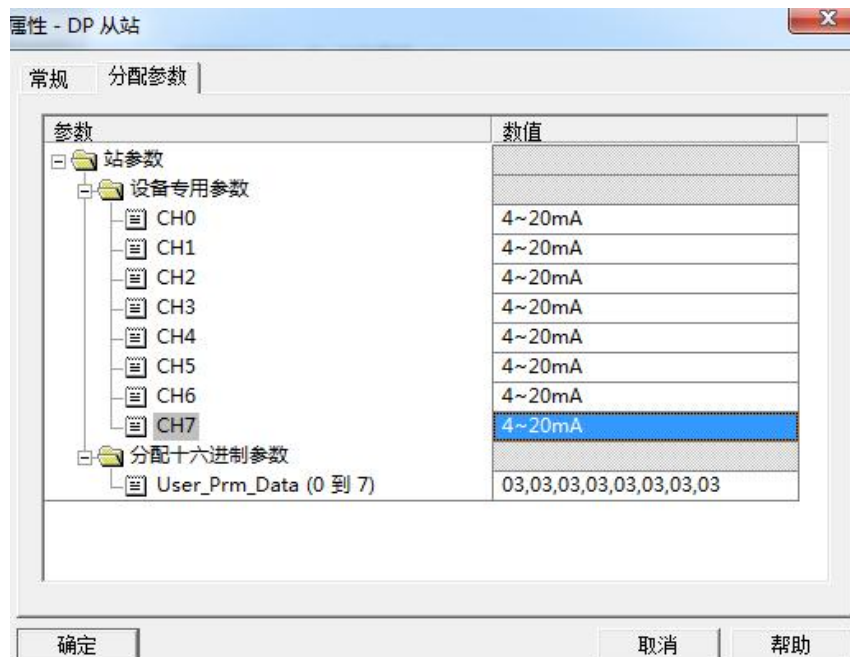 属性 - DP 从站
常规 分配参数
参数 数值
站参数
设备专用参数
CH0 4~20mA
CH1 4~20mA
CH2 4~20mA
CH3 4~20mA
CH4 4~20mA
CH5 4~20mA
CH6 4~20mA
CH7 4~20mA
分配十六进制参数
User_Prm_Data (0 到 7) 03,03,03,03,03,03,03,03
确定 取消 帮助